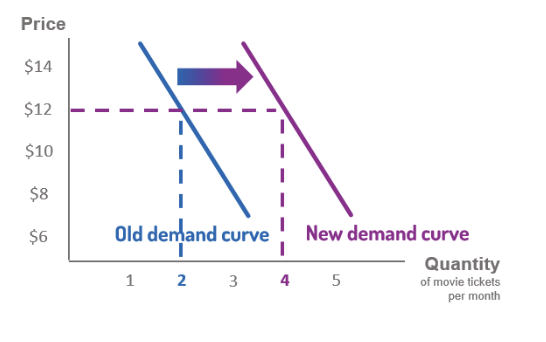 Price
$14
$12
$10
$8
$6
Old demand curve
New demand curve
1 2 3 4 5
Quantity
of movie tickets
per month